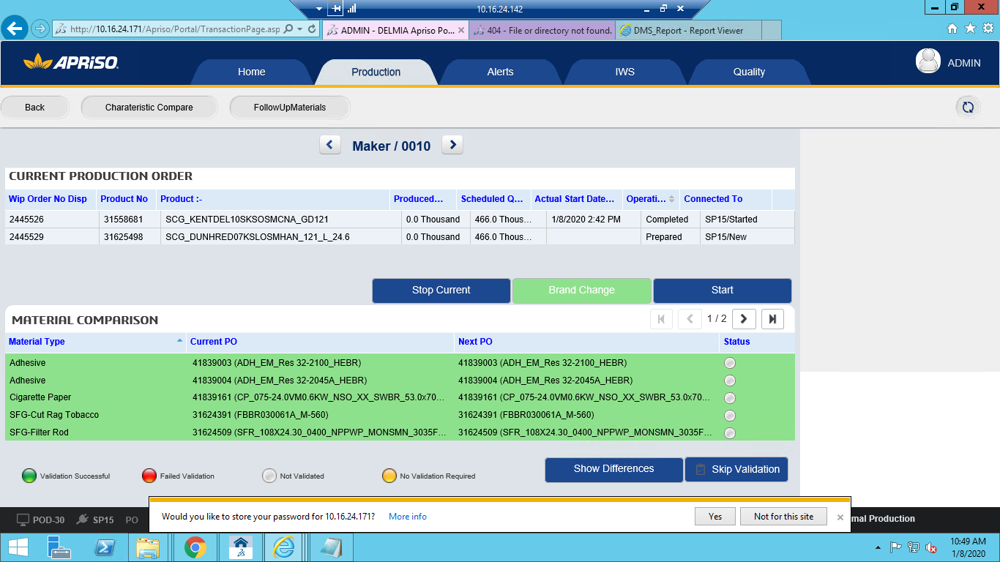 10.16.24.142
http://10.16.24.171/Apriso/Portal/TransactionPage.asp
ADMIN - DELMIA Apriso Po...
404 - File or directory not found.
DMS_Report - Report Viewer
APRISO
Home
Production
Alerts
IWS
Quality
ADMIN
Back
Charateristic Compare
FollowUpMaterials
Maker / 0010
CURRENT PRODUCTION ORDER
Wip Order No Disp Product No Product :- Produced... Scheduled Q... Actual Start Date... Operati... Connected To
2445526 31558681 SCG_KENTDEL10SKSOSMCNA_GD121 0.0 Thousand 466.0 Thous... 1/8/2020 2:42 PM Completed SP15/Started
2445529 31625498 SCG_DUNHRED07KSLOSMHAN_121_L_24.6 0.0 Thousand 466.0 Thous... Prepared SP15/New
Stop Current
Brand Change
Start
MATERIAL COMPARISON
1 / 2
Material Type Current PO Next PO Status
Adhesive 41839003 (ADH_EM_Res 32-2100_HEBR) 41839003 (ADH_EM_Res 32-2100_HEBR)
Adhesive 41839004 (ADH_EM_Res 32-2045A_HEBR) 41839004 (ADH_EM_Res 32-2045A_HEBR)
Cigarette Paper 41839161 (CP_075-24.0VM0.6KW_NSO_XX_SWBR_53.0x70... 41839161 (CP_075-24.0VM0.6KW_NSO_XX_SWBR_53.0x70...
SFG-Cut Rag Tobacco 31624391 (FBBR030061A_M-560) 31624391 (FBBR030061A_M-560)
SFG-Filter Rod 31624509 (SFR_108X24.30_0400_NPPWP_MONSMN_3035F... 31624509 (SFR_108X24.30_0400_NPPWP_MONSMN_3035F...
Validation Successful
Failed Validation
Not Validated
No Validation Required
Show Differences
Skip Validation
Would you like to store your password for 10.16.24.171? More info
Yes
Not for this site
POD-30
SP15
PO
mal Production
10:49 AM
1/8/2020